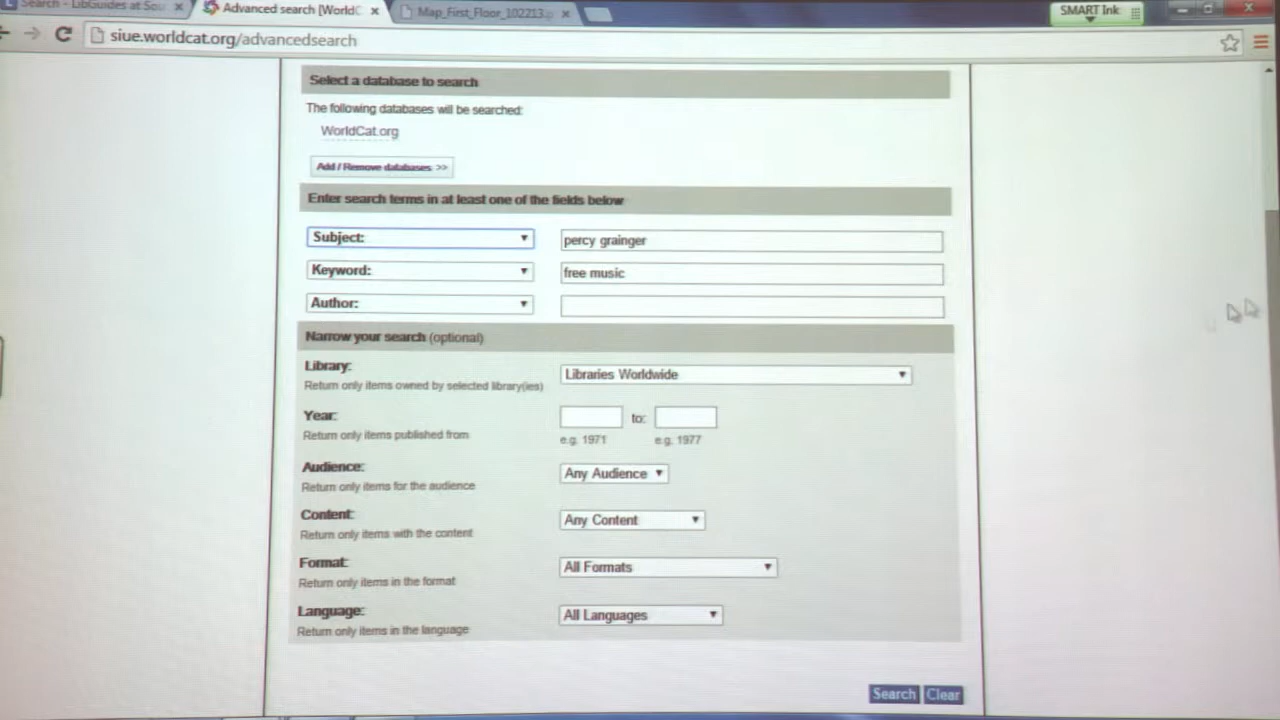 Search - LibGuides at Sou
Advanced search [WorldC
Map_First_Floor_102213.p
SMART Ink
siue.worldcat.org/advancedsearch
Select a database to search
The following databases will be searched:
WorldCat.org
Add / Remove databases >>
Enter search terms in at least one of the fields below
Subject: percy grainger
Keyword: free music
Author:
Narrow your search (optional)
Library: Libraries Worldwide
Return only items owned by selected library(ies)
Year: to:
Return only items published from e.g. 1971 e.g. 1977
Audience: Any Audience
Return only items for the audience
Content: Any Content
Return only items with the content
Format: All Formats
Return only items in the format
Language: All Languages
Return only items in the language
Search Clear